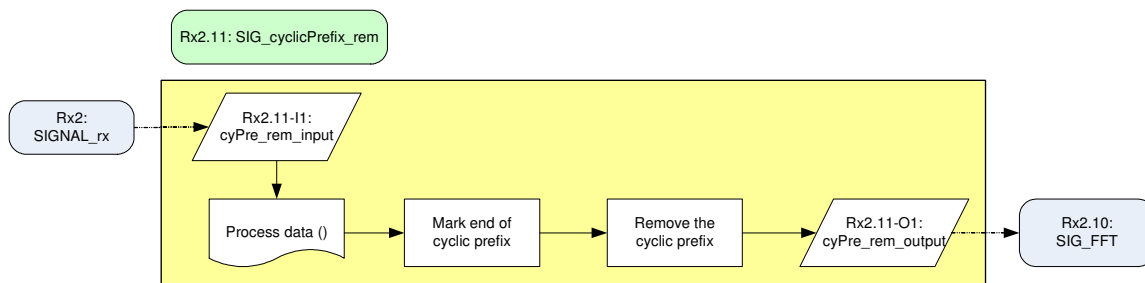 Rx2.11: SIG_cyclicPrefix_rem
Rx2:
SIGNAL_rx
Rx2.11-I1:
cyPre_rem_input
Process data ()
Mark end of
cyclic prefix
Remove the
cyclic prefix
Rx2.11-O1:
cyPre_rem_output
Rx2.10:
SIG_FFT